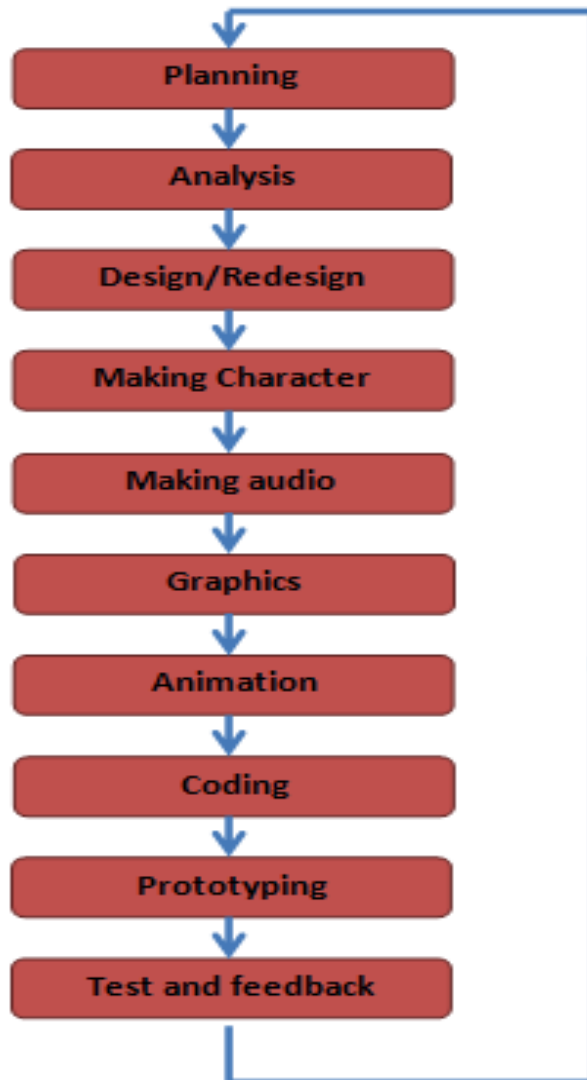 Planning
Analysis
Design/Redesign
Making Character
Making audio
Graphics
Animation
Coding
Prototyping
Test and feedback